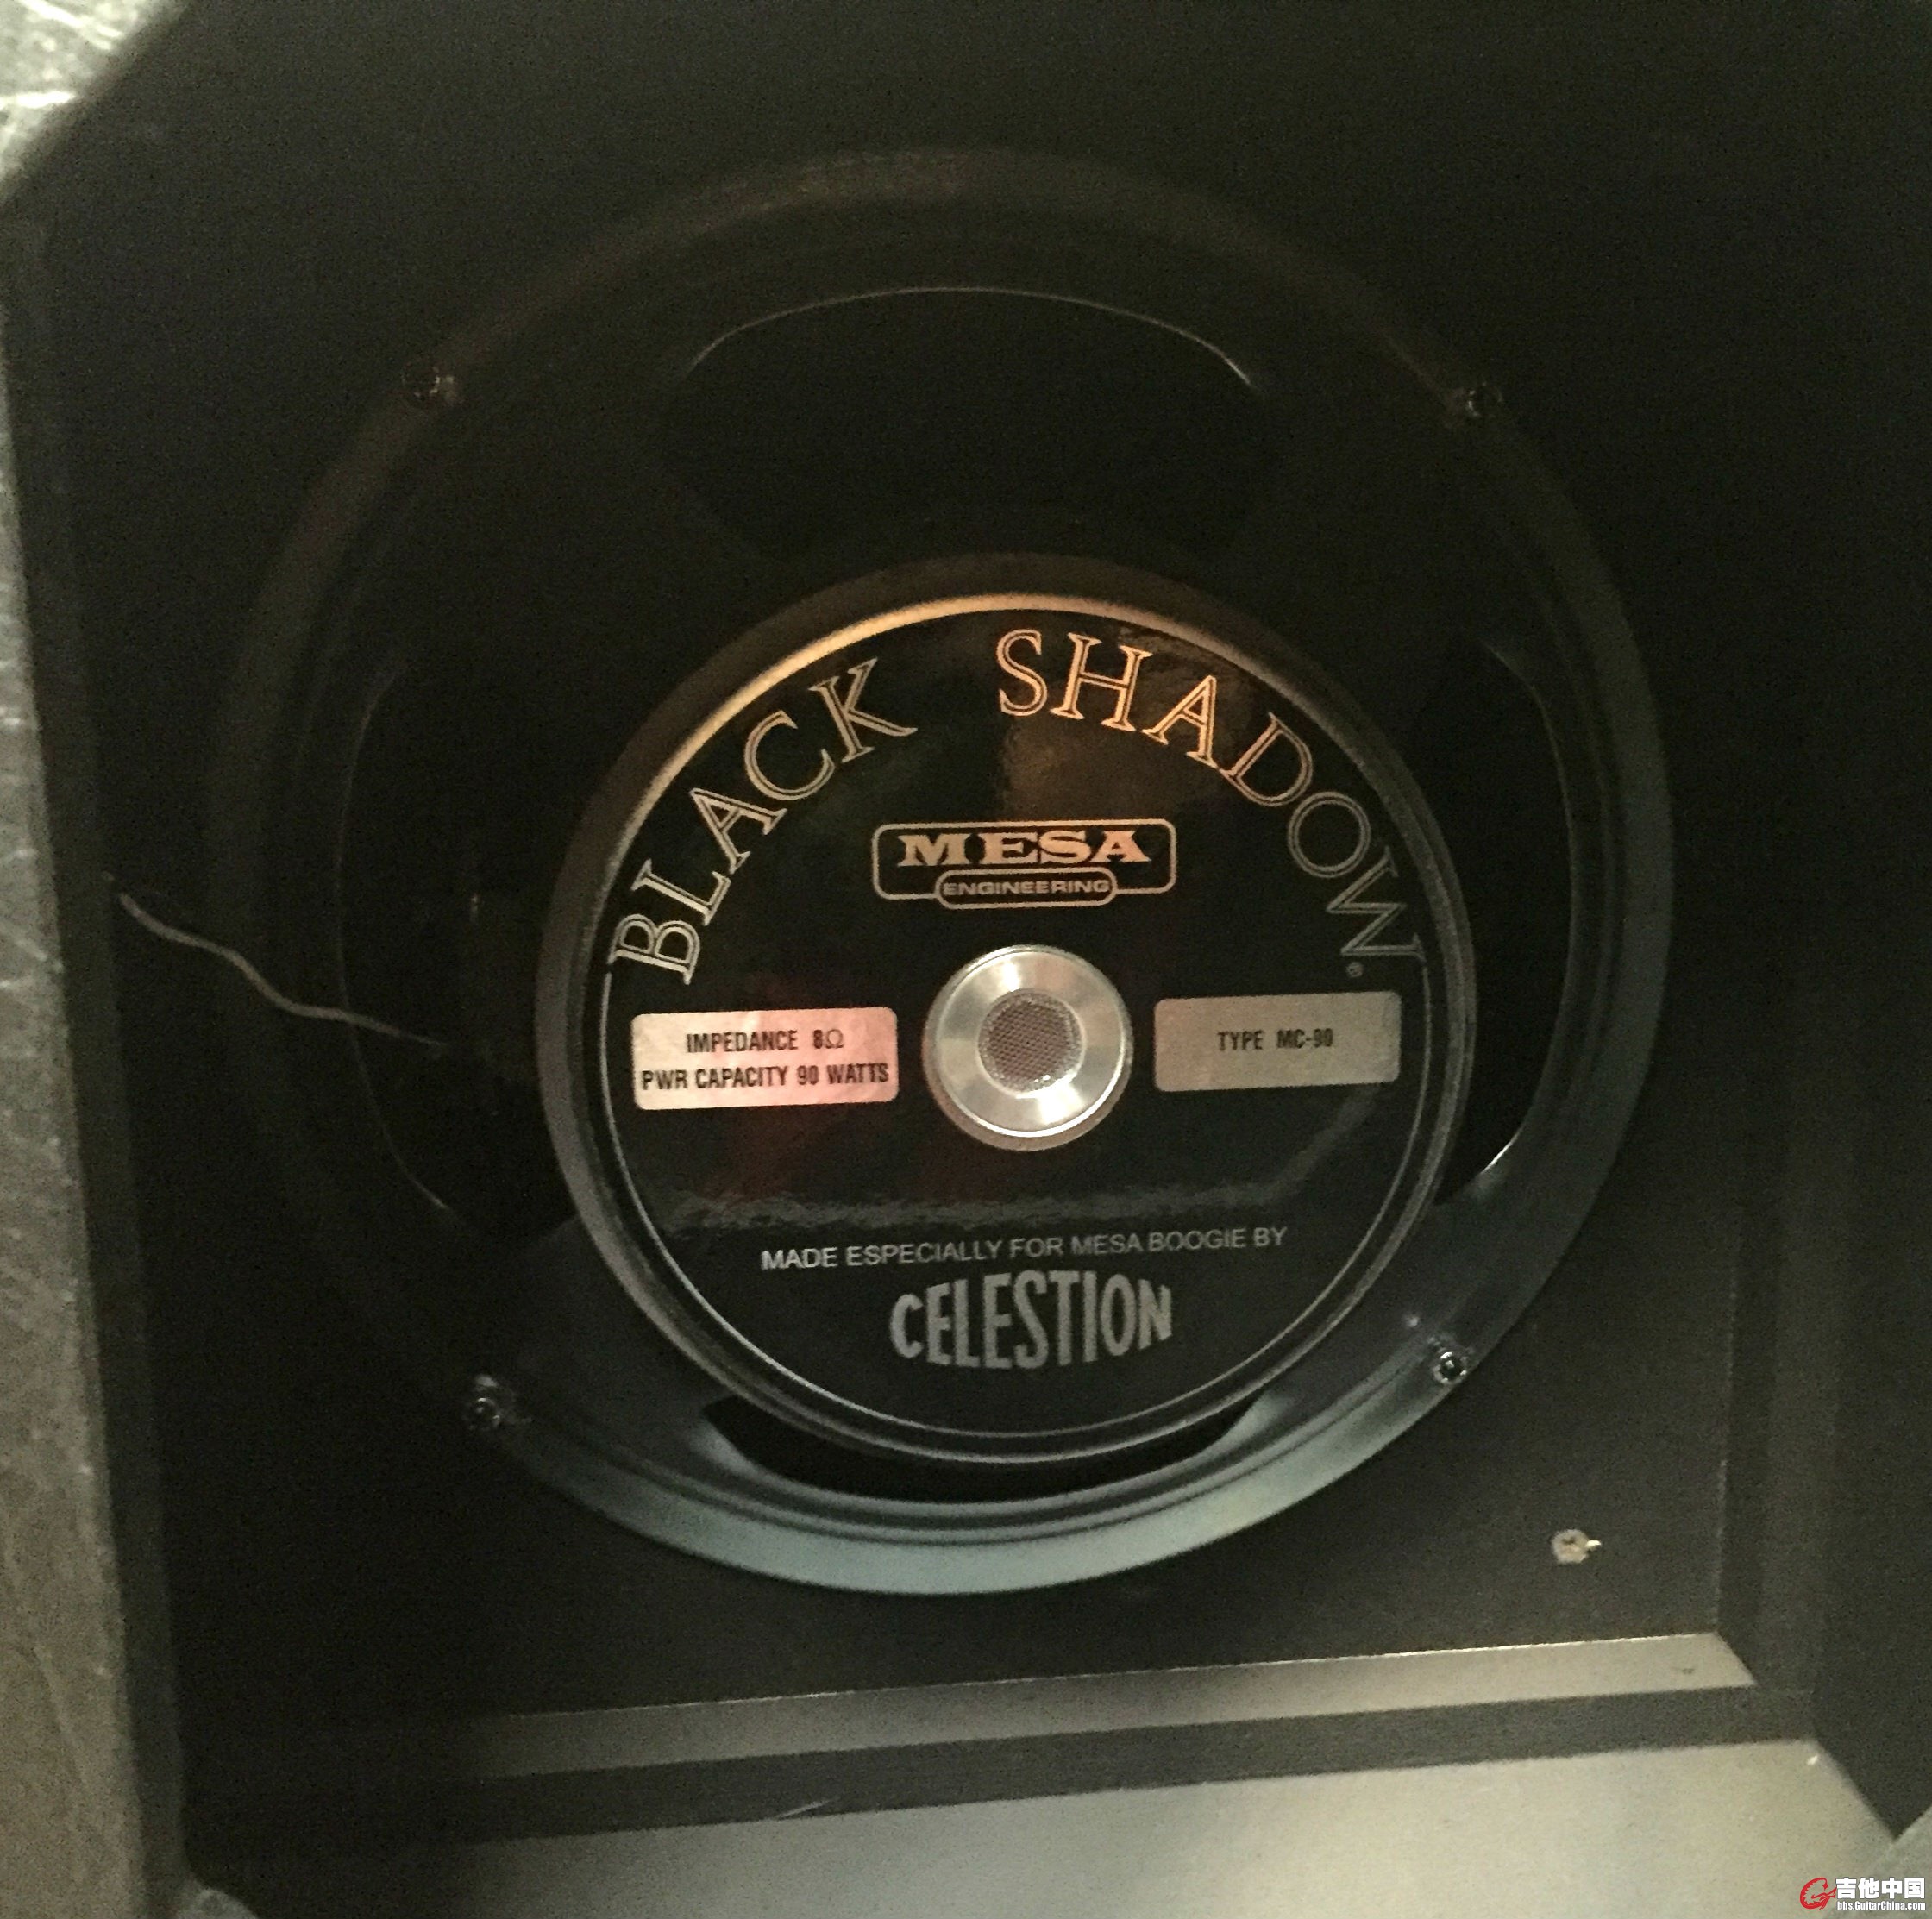 BLACK SHADOW®
MESA
ENGINEERING
IMPEDANCE 8Ω
PWR CAPACITY 90 WATTS
TYPE MC-90
MADE ESPECIALLY FOR MESA BOOGIE BY
CELESTION
吉他中国
bbs.GuitarChina.com